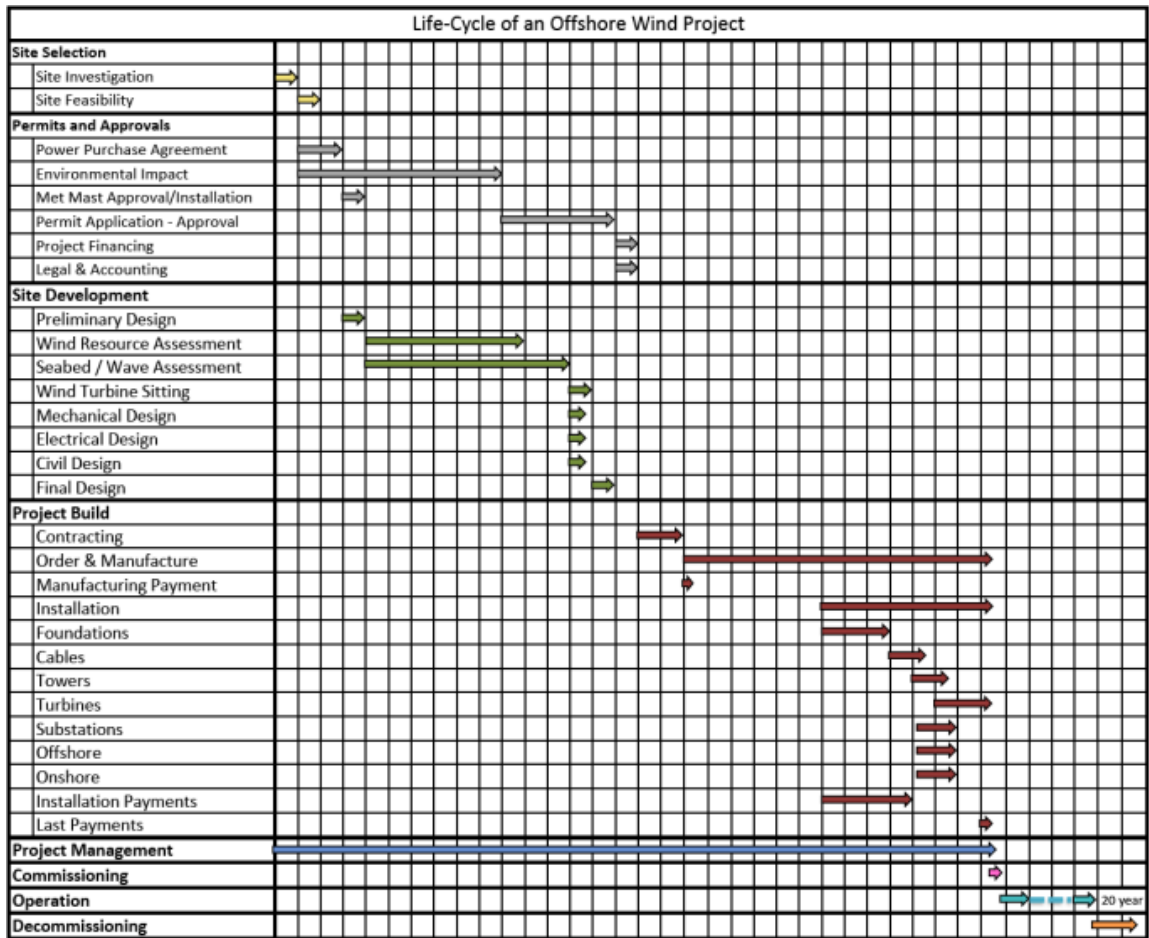 Life-Cycle of an Offshore Wind Project
Site Selection
Site Investigation
Site Feasibility
Permits and Approvals
Power Purchase Agreement
Environmental Impact
Met Mast Approval/Installation
Permit Application - Approval
Project Financing
Legal & Accounting
Site Development
Preliminary Design
Wind Resource Assessment
Seabed / Wave Assessment
Wind Turbine Sitting
Mechanical Design
Electrical Design
Civil Design
Final Design
Project Build
Contracting
Order & Manufacture
Manufacturing Payment
Installation
Foundations
Cables
Towers
Turbines
Substations
Offshore
Onshore
Installation Payments
Last Payments
Project Management
Commissioning
Operation 20 year
Decommissioning